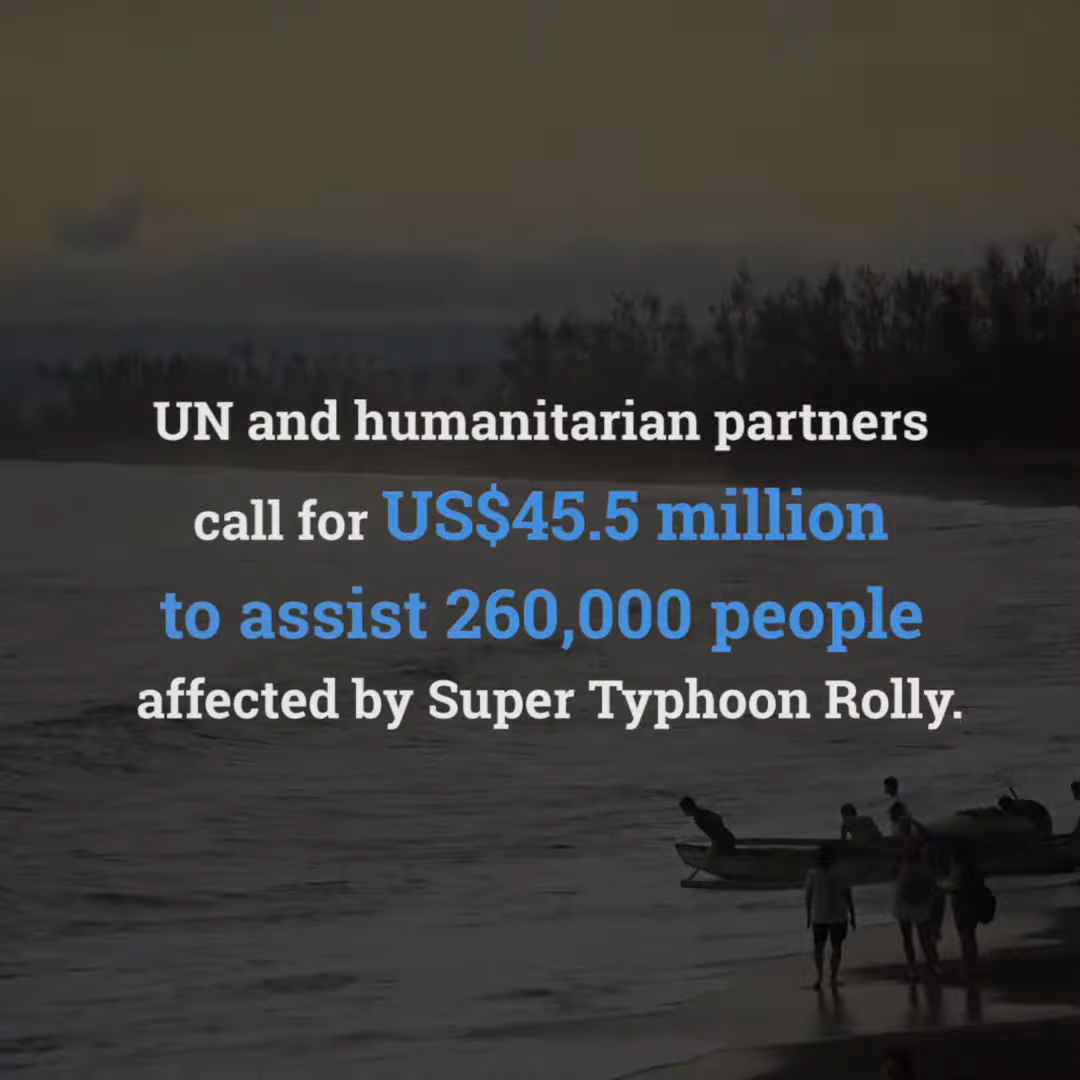 UN and humanitarian partners
call for US$45.5 million
to assist 260,000 people
affected by Super Typhoon Rolly.